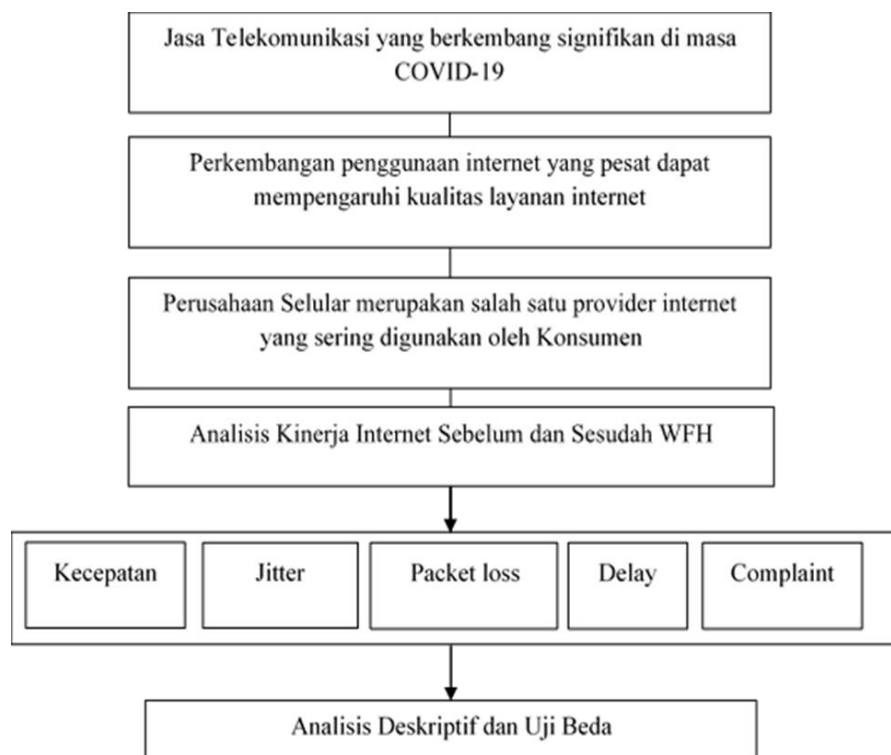 Jasa Telekomunikasi yang berkembang signifikan di masa
COVID-19
Perkembangan penggunaan internet yang pesat dapat
mempengaruhi kualitas layanan internet
Perusahaan Selular merupakan salah satu provider internet
yang sering digunakan oleh Konsumen
Analisis Kinerja Internet Sebelum dan Sesudah WFH
Kecepatan
Jitter
Packet loss
Delay
Complaint
Analisis Deskriptif dan Uji Beda